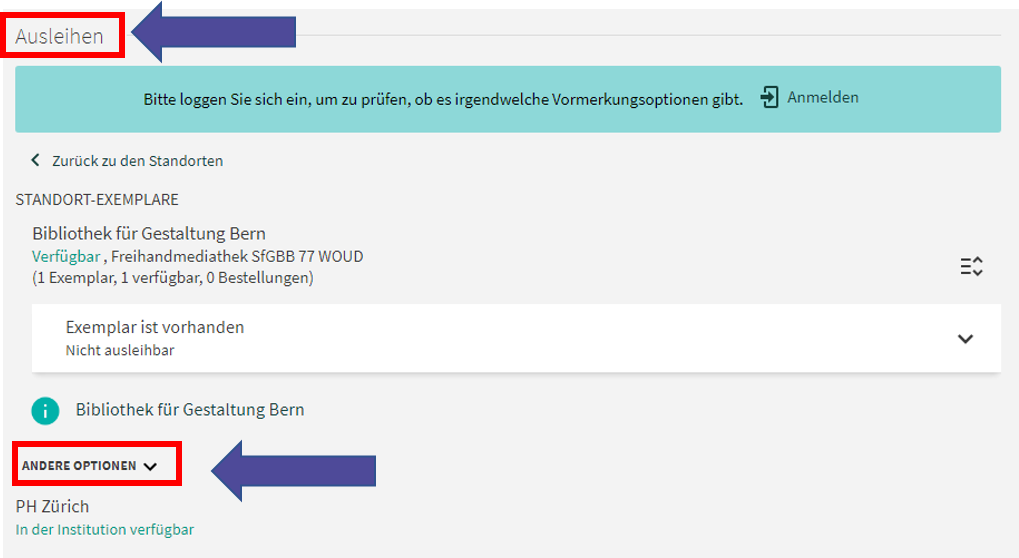 Ausleihen
Bitte loggen Sie sich ein, um zu prüfen, ob es irgendwelche Vormerkungsoptionen gibt. Anmelden
Zurück zu den Standorten
STANDORT-EXEMPLARE
Bibliothek für Gestaltung Bern
Verfügbar , Freihandmediathek SfGBB 77 WOUD
(1 Exemplar, 1 verfügbar, 0 Bestellungen)
Exemplar ist vorhanden
Nicht ausleihbar
Bibliothek für Gestaltung Bern
ANDERE OPTIONEN
PH Zürich
In der Institution verfügbar